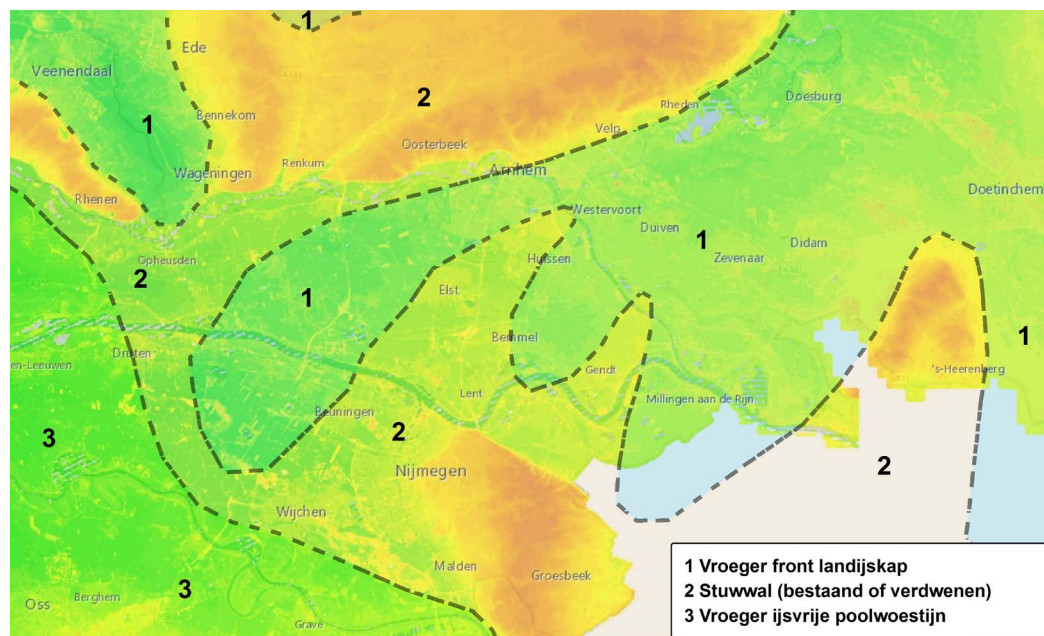 1
Ede
Veenendaal
2
1
Bennekom
Rheden
Doesburg
Velp
Oosterbeek
Renkum
Arnhem
Wageningen
Doetinchem
Rhenen
Westervoort
Duiven
1
Didam
Opheusden
Huissen
Zevenaar
2
1
Elst
1
Druten
Bemmel
en-Leeuwen
Gendt
's-Heerenberg
Lent
Millingen aan de Rijn
Beuningen
3
2
Nijmegen
2
Wijchen
Malden
Groesbeek
3
Oss
Berghem
Grave
1 Vroeger front landijskap
2 Stuwwal (bestaand of verdwenen)
3 Vroeger ijsvrije poolwoestijn